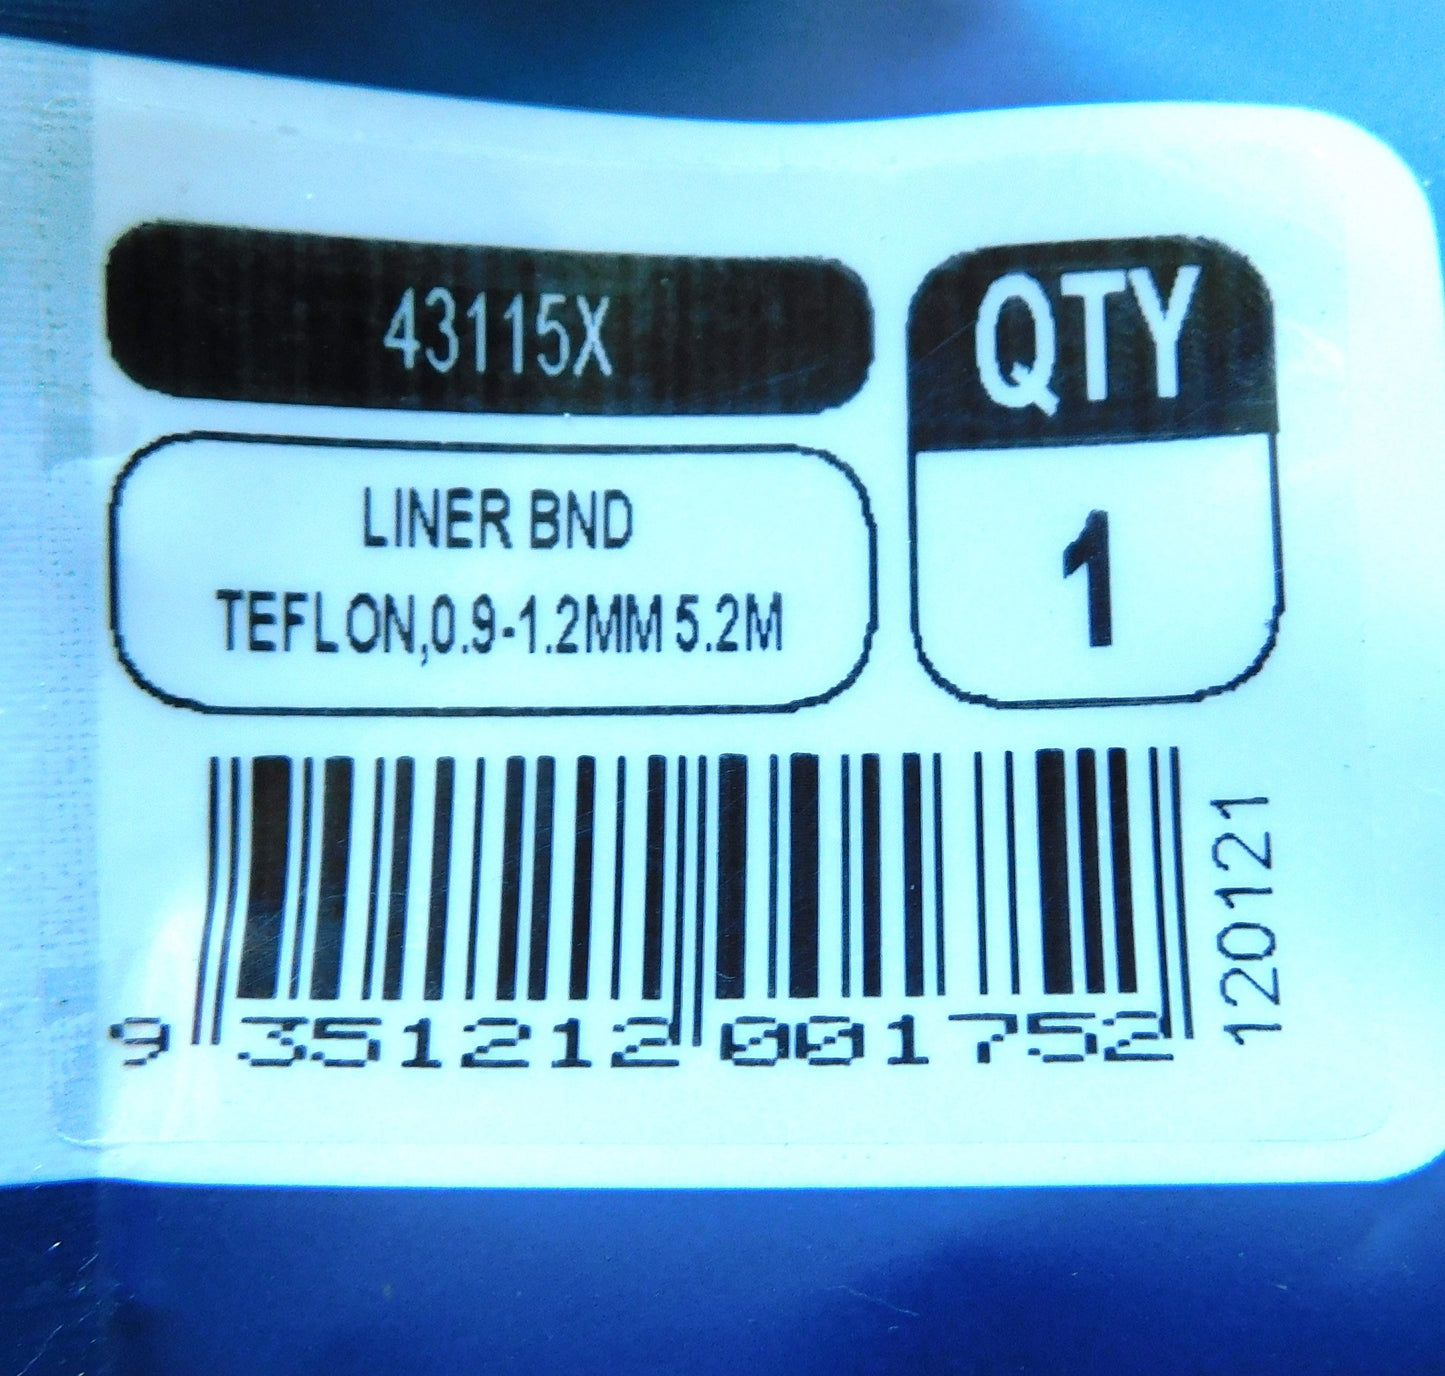 43115X
QTY
1
LINER BND
TEFLON,0.9-1.2MM 5.2M
9 351212 001752
120121